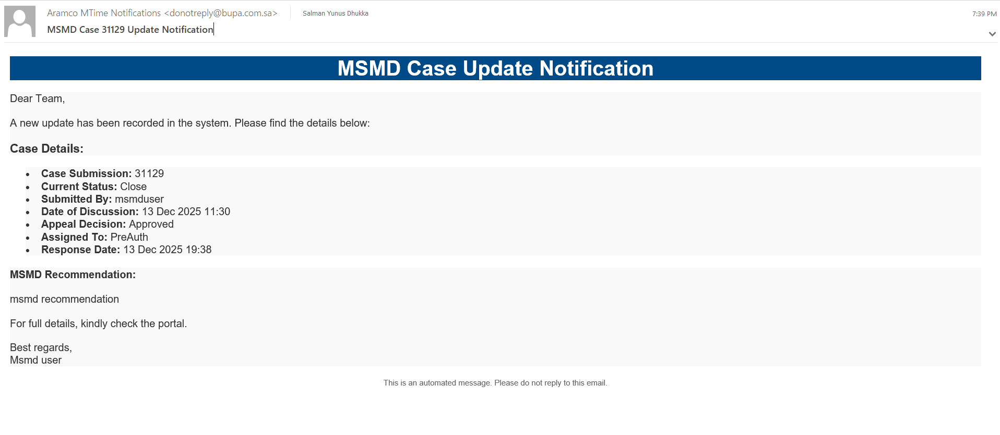 Aramco MTime Notifications <donotreply@bupa.com.sa>
Salman Yunus Dhukka
7:39 PM
MSMD Case 31129 Update Notification
MSMD Case Update Notification
Dear Team,
A new update has been recorded in the system. Please find the details below:
Case Details:
• Case Submission: 31129
• Current Status: Close
• Submitted By: msmduser
• Date of Discussion: 13 Dec 2025 11:30
• Appeal Decision: Approved
• Assigned To: PreAuth
• Response Date: 13 Dec 2025 19:38
MSMD Recommendation:
msmd recommendation
For full details, kindly check the portal.
Best regards,
Msmd user
This is an automated message. Please do not reply to this email.